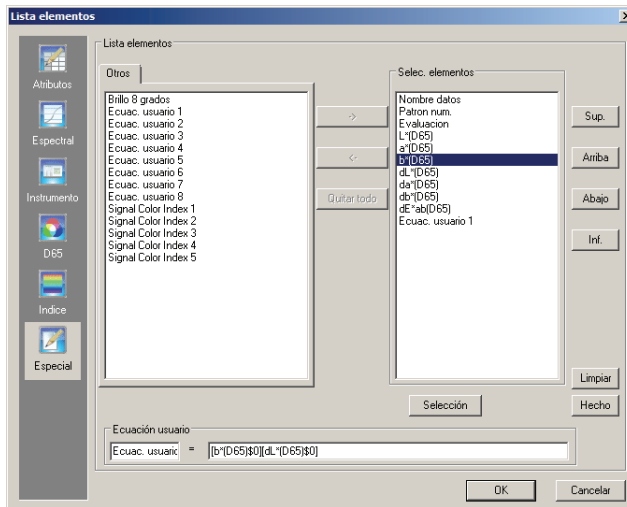 Lista elementos
Lista elementos
Atributos
Espectral
Instrumento
D65
Indice
Especial
Otros
Brillo 8 grados
Ecuac. usuario 1
Ecuac. usuario 2
Ecuac. usuario 3
Ecuac. usuario 4
Ecuac. usuario 5
Ecuac. usuario 6
Ecuac. usuario 7
Ecuac. usuario 8
Signal Color Index 1
Signal Color Index 2
Signal Color Index 3
Signal Color Index 4
Signal Color Index 5
->
<-
Quitar todo
Selec. elementos
Nombre datos
Patron num.
Evaluacion
L*(D65)
a*(D65)
b*(D65)
dL*(D65)
da*(D65)
db*(D65)
dE*ab(D65)
Ecuac. usuario 1
Sup.
Arriba
Abajo
Inf.
Limpiar
Selección
Hecho
Ecuación usuario
Ecuac. usuario = [b*(D65)$0][dL*(D65)$0]
OK
Cancelar